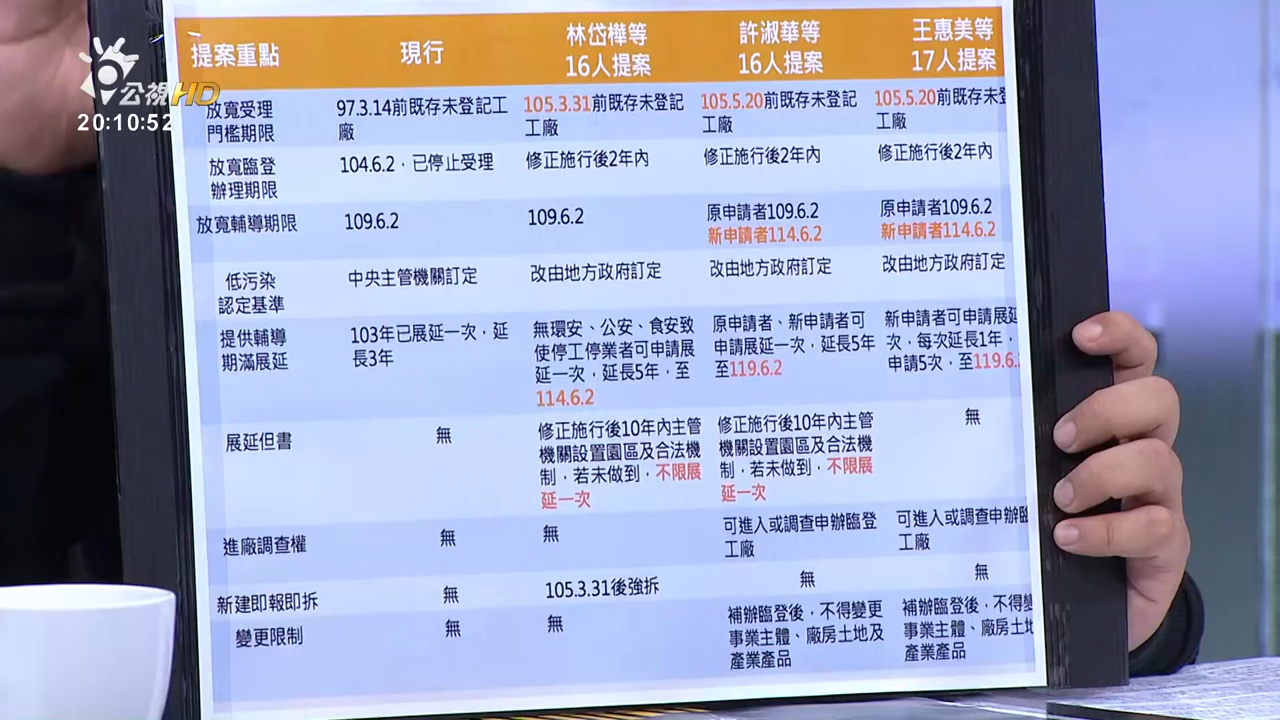 公視HD
20:10:52
提案重點
現行
林岱樺等
16人提案
許淑華等
16人提案
王惠美等
17人提案
放寬受理
門檻期限
97.3.14前既存未登記工
廠
105.3.31前既存未登記
工廠
105.5.20前既存未登記
工廠
105.5.20前既存未
工廠
放寬臨登
辦理期限
104.6.2，已停止受理
修正施行後2年內
修正施行後2年內
修正施行後2年內
放寬輔導期限
109.6.2
109.6.2
原申請者109.6.2
新申請者114.6.2
原申請者109.6.2
新申請者114.6.2
低污染
認定基準
中央主管機關訂定
改由地方政府訂定
改由地方政府訂定
改由地方政府訂定
提供輔導
期滿展延
103年已展延一次，延
長3年
無環安、公安、食安致
使停工停業者可申請展
延一次，延長5年，至
114.6.2
原申請者、新申請者可
申請展延一次，延長5年
至119.6.2
新申請者可申請展延
次，每次延長1年，
申請5次，至119.6.
展延但書
無
修正施行後10年內主管
機關設置園區及合法機
制，若未做到，不限展
延一次
修正施行後10年內主管
機關設置園區及合法機
制，若未做到，不限展
延一次
無
進廠調查權
無
無
可進入或調查申辦臨登
工廠
可進入或調查申辦臨
工廠
新建即報即拆
無
105.3.31後強拆
無
無
變更限制
無
無
補辦臨登後，不得變更
事業主體、廠房土地及
產業產品
補辦臨登後，不得變
事業主體、廠房土地
產業產品